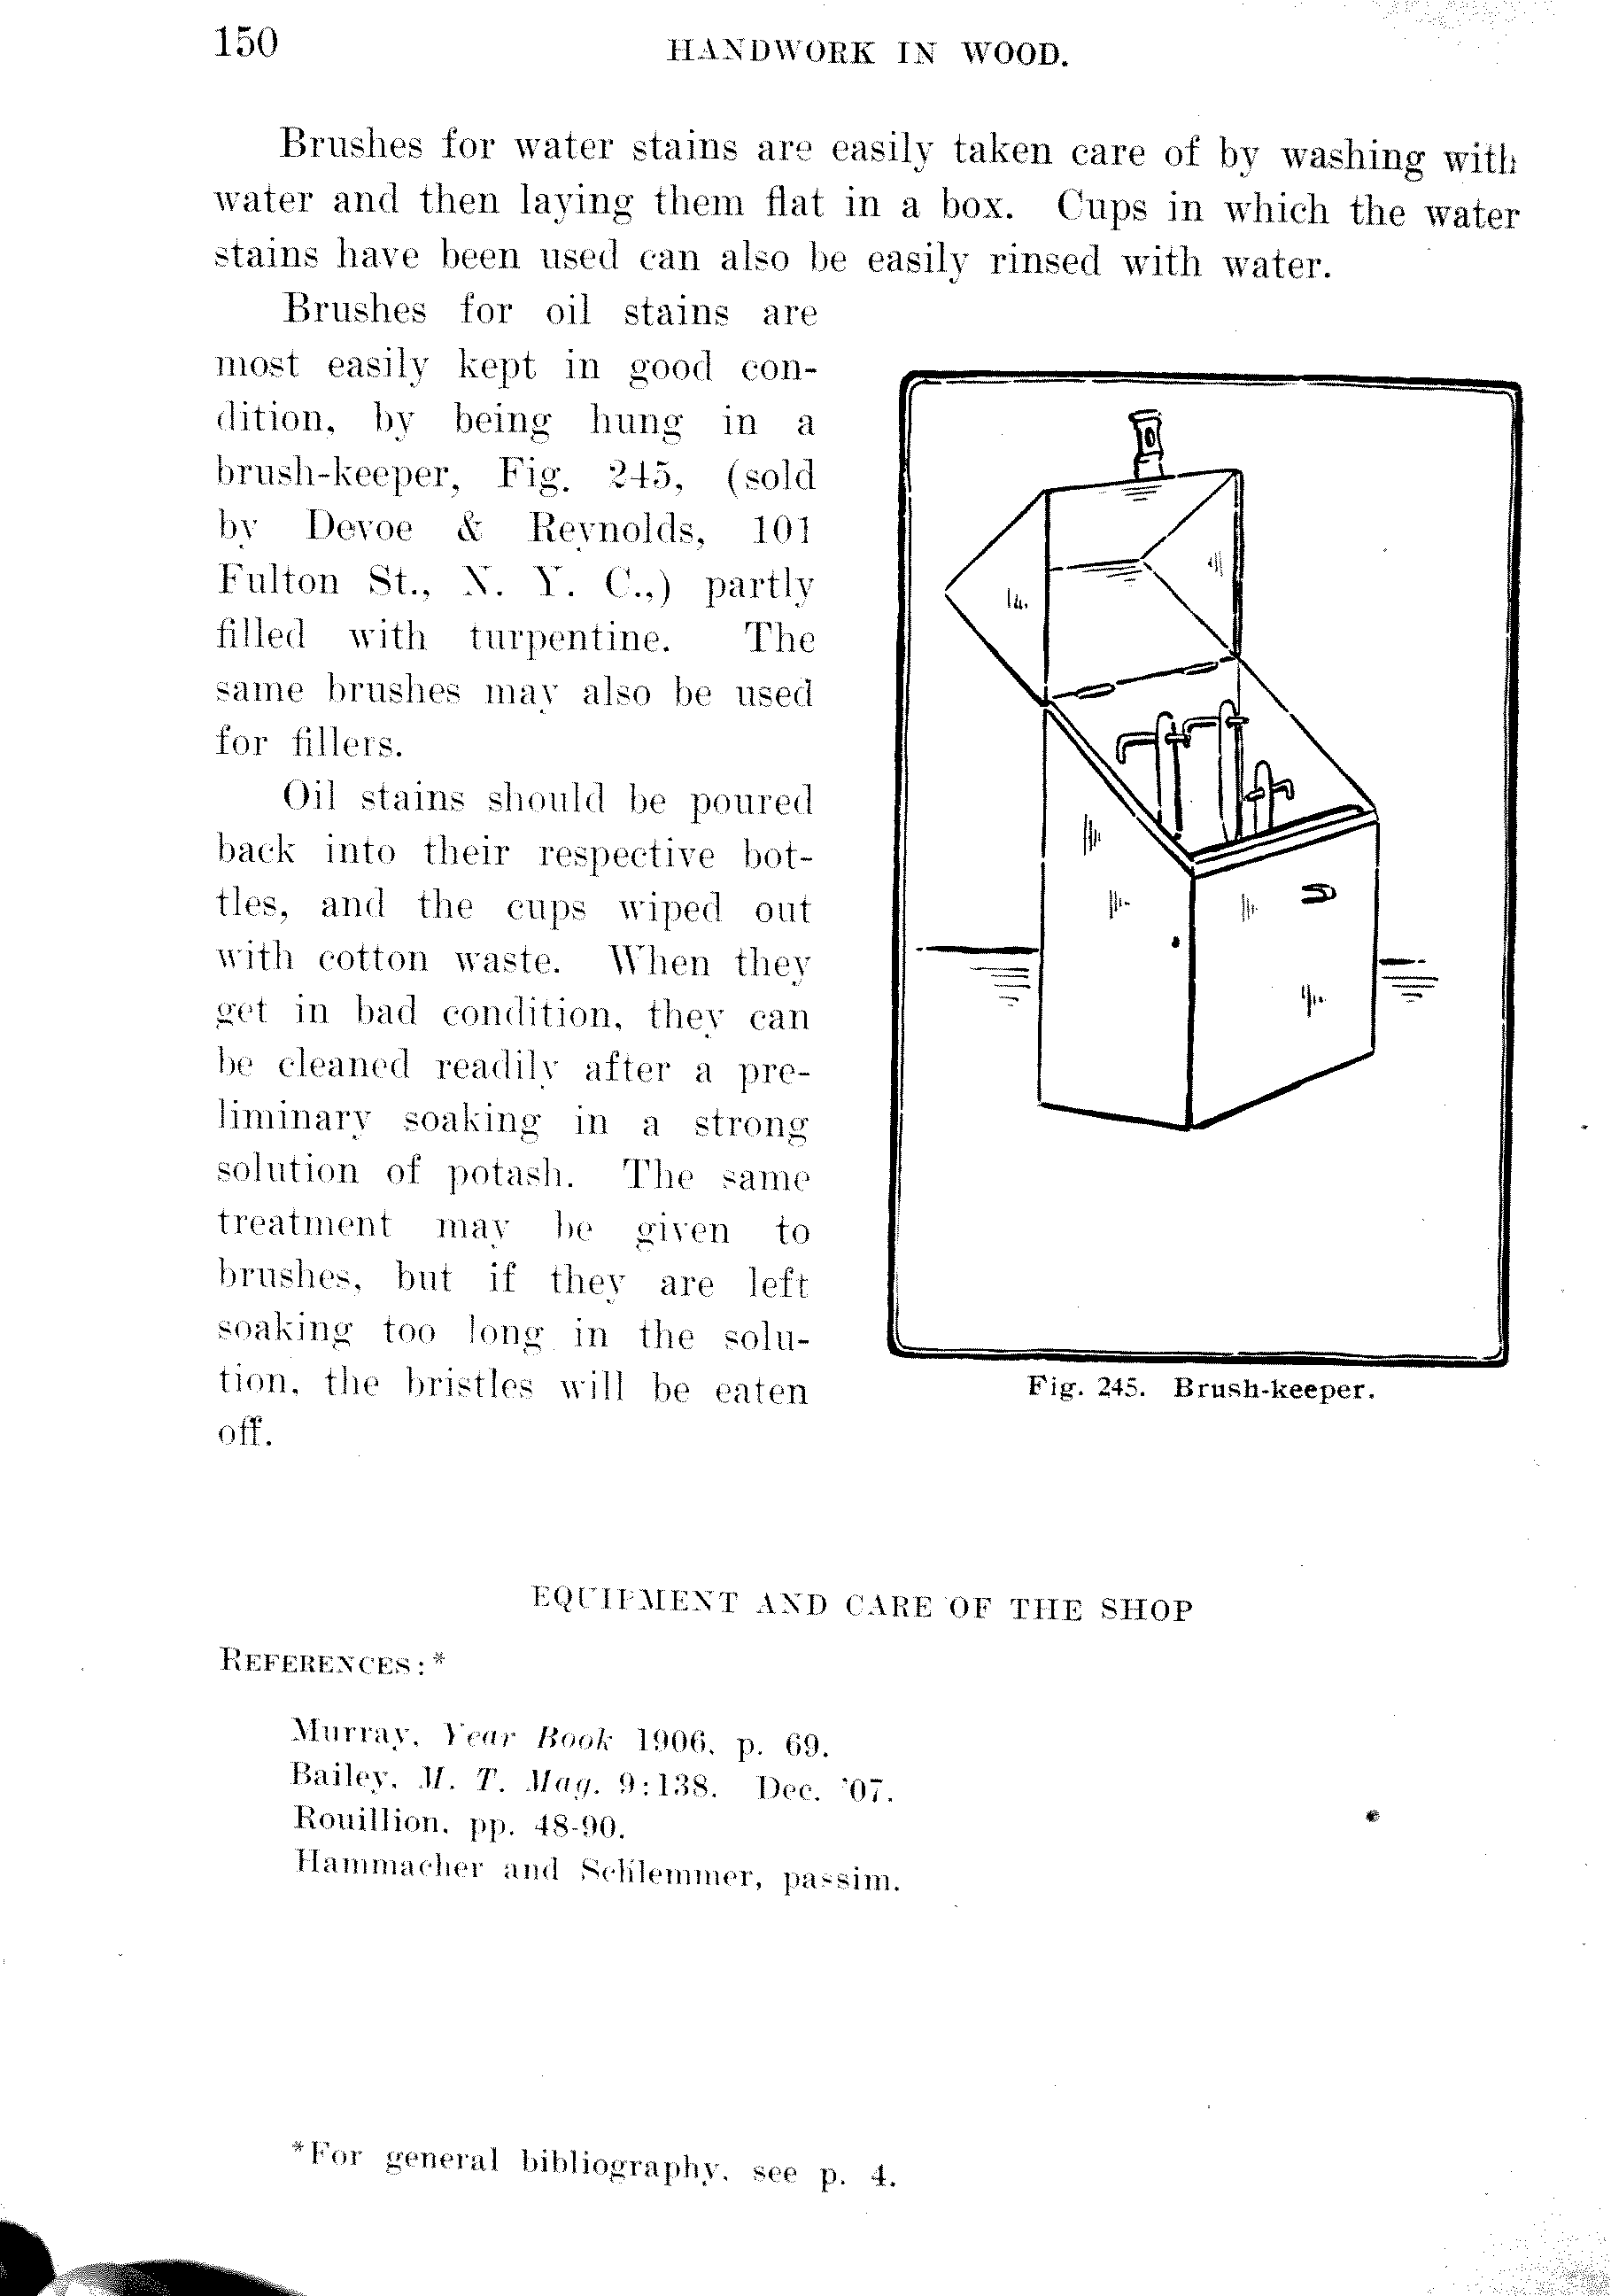 150
HANDWORK IN WOOD.
Brushes for water stains are easily taken care of by washing with
water and then laying them flat in a box. Cups in which the water
stains have been used can also be easily rinsed with water.
Brushes for oil stains are
most easily kept in good con-
dition, by being hung in a
brush-keeper, Fig. 245, (sold
by Devoe & Reynolds, 101
Fulton St., N. Y. C.,) partly
filled with turpentine. The
same brushes may also be used
for fillers.
Oil stains should be poured
back into their respective bot-
tles, and the cups wiped out
with cotton waste. When they
get in bad condition, they can
be cleaned readily after a pre-
liminary soaking in a strong
solution of potash. The same
treatment may be given to
brushes, but if they are left
soaking too long in the solu-
tion, the bristles will be eaten
off.
Fig. 245. Brush-keeper.
EQUIPMENT AND CARE OF THE SHOP
REFERENCES:*
Murray, Year Book 1906, p. 69.
Bailey, M. T. Mag. 9:138. Dec. '07.
Rouillion, pp. 48-90.
Hammacher and Schlemmer, passim.
*For general bibliography, see p. 4.